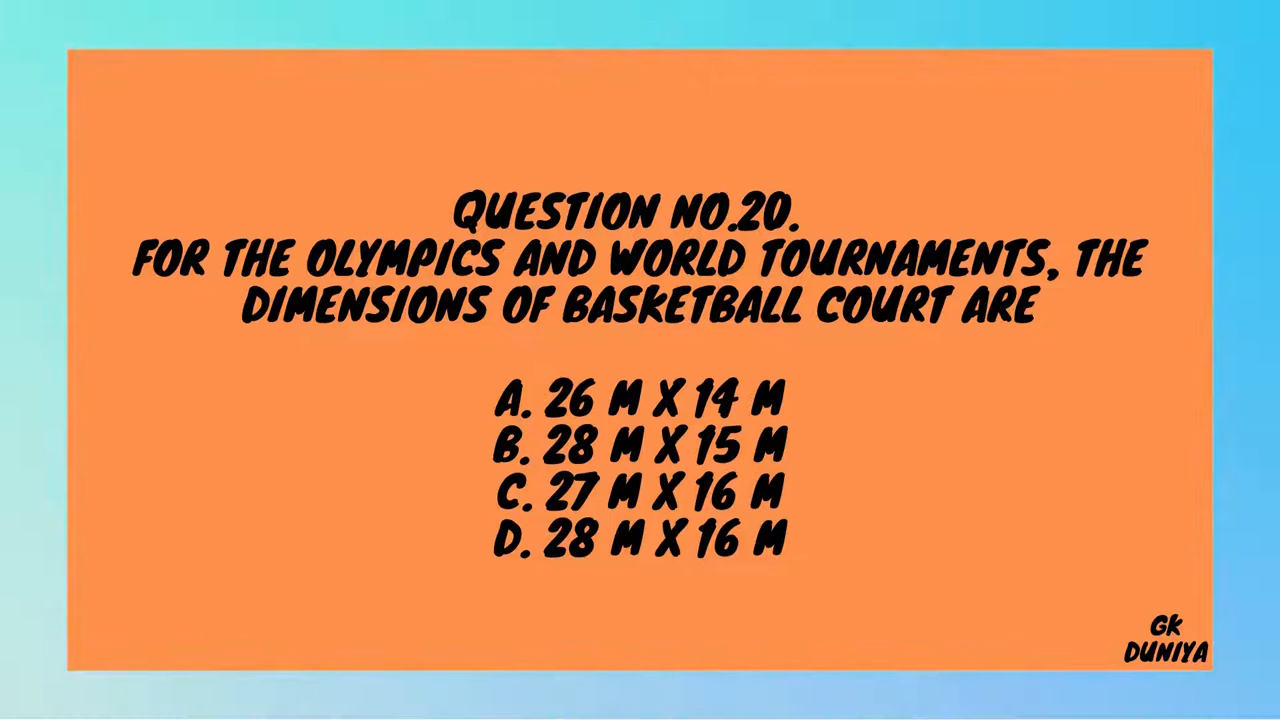 QUESTION NO.20.
FOR THE OLYMPICS AND WORLD TOURNAMENTS, THE
DIMENSIONS OF BASKETBALL COURT ARE
A. 26 M X 14 M
B. 28 M X 15 M
C. 27 M X 16 M
D. 28 M X 16 M
GK
DUNIYA